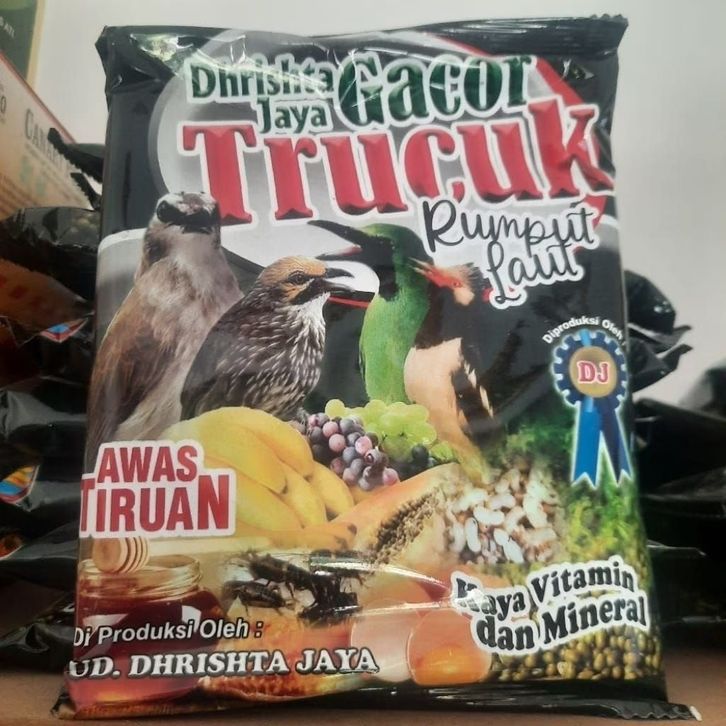 Dhrishta
Jaya
Gacor
Trucuk
Rumput
Laut
Diproduksi Oleh :
DJ
AWAS
TIRUAN
Kaya Vitamin
dan Mineral
Di Produksi Oleh :
UD. DHRISHTA JAYA